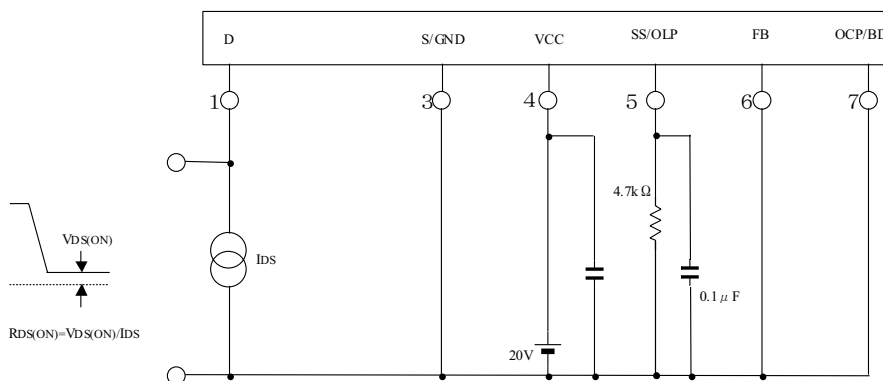 D S/GND VCC SS/OLP FB OCP/BD
1 3 4 5 6 7
4.7kΩ
VDS(ON)
IDS
0.1μF
RDS(ON)=VDS(ON)/IDS
20V